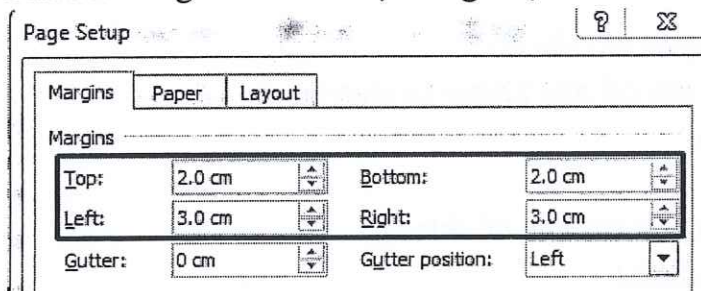 Page Setup
Margins Paper Layout
Margins
Top: 2.0 cm Bottom: 2.0 cm
Left: 3.0 cm Right: 3.0 cm
Gutter: 0 cm Gutter position: Left